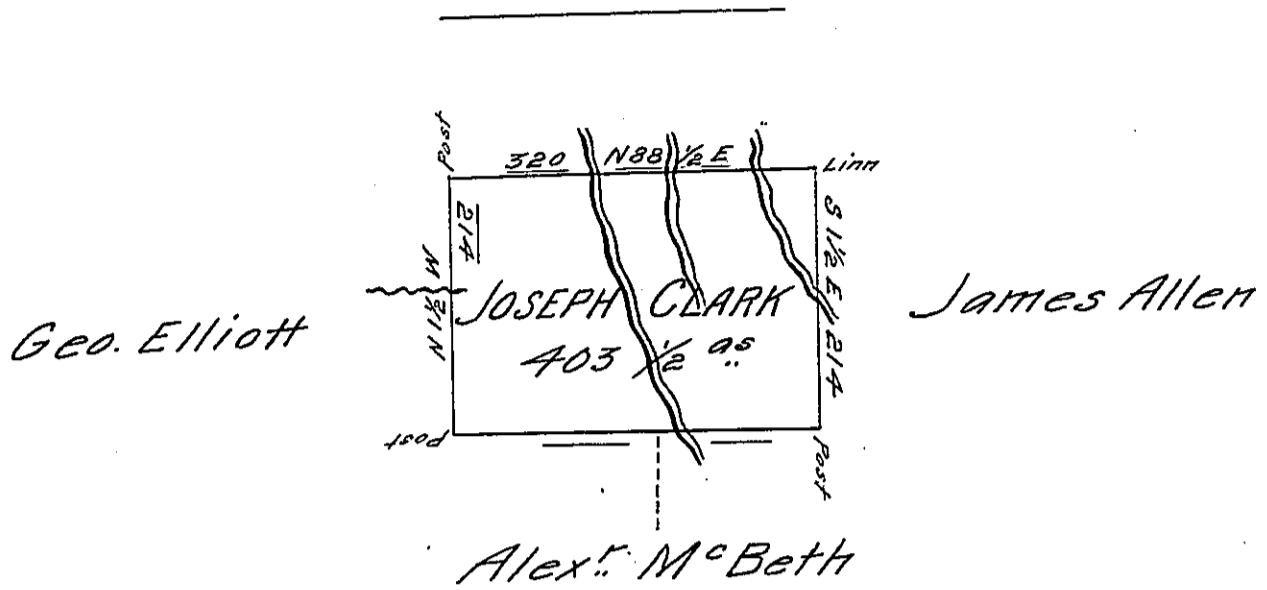 Post
320 N88 ½ E
Linn
214
N 1½ W
S 1½ E 214
JOSEPH CLARK
403 ½ as
Geo. Elliott
James Allen
Post
Post
Alexr. McBeth